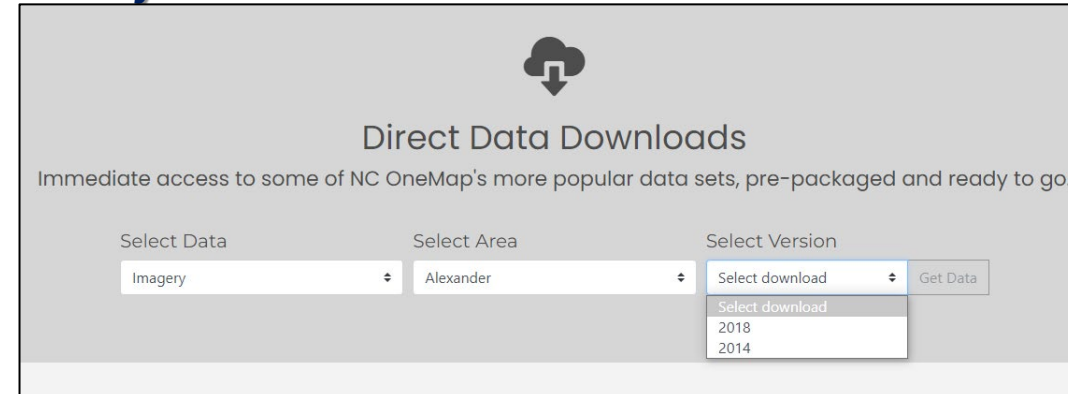 Direct Data Downloads
Immediate access to some of NC OneMap's more popular data sets, pre-packaged and ready to go.
Select Data Select Area Select Version
Imagery Alexander Select download Get Data
Select download
2018
2014